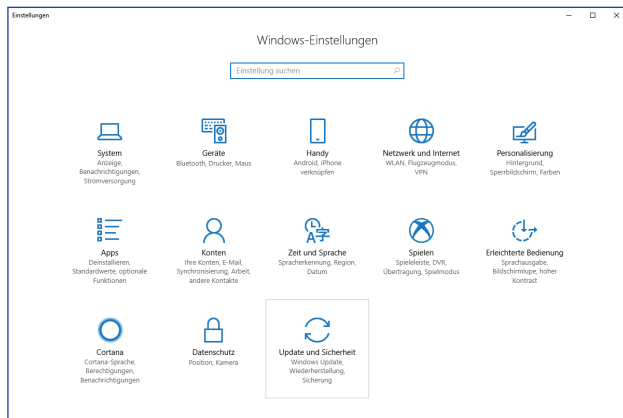 Einstellungen
Windows-Einstellungen
Einstellung suchen
System
Anzeige,
Benachrichtigungen,
Stromversorgung
Geräte
Bluetooth, Drucker, Maus
Handy
Android, iPhone
verknüpfen
Netzwerk und Internet
WLAN, Flugzeugmodus,
VPN
Personalisierung
Hintergrund,
Sperrbildschirm, Farben
Apps
Deinstallieren,
Standardwerte, optionale
Funktionen
Konten
Ihre Konten, E-Mail,
Synchronisierung, Arbeit,
andere Kontakte
Zeit und Sprache
Spracherkennung, Region,
Datum
Spielen
Spieleleiste, DVR,
Übertragung, Spielmodus
Erleichterte Bedienung
Sprachausgabe,
Bildschirmlupe, hoher
Kontrast
Cortana
Cortana-Sprache,
Berechtigungen,
Benachrichtigungen
Datenschutz
Position, Kamera
Update und Sicherheit
Windows Update,
Wiederherstellung,
Sicherung